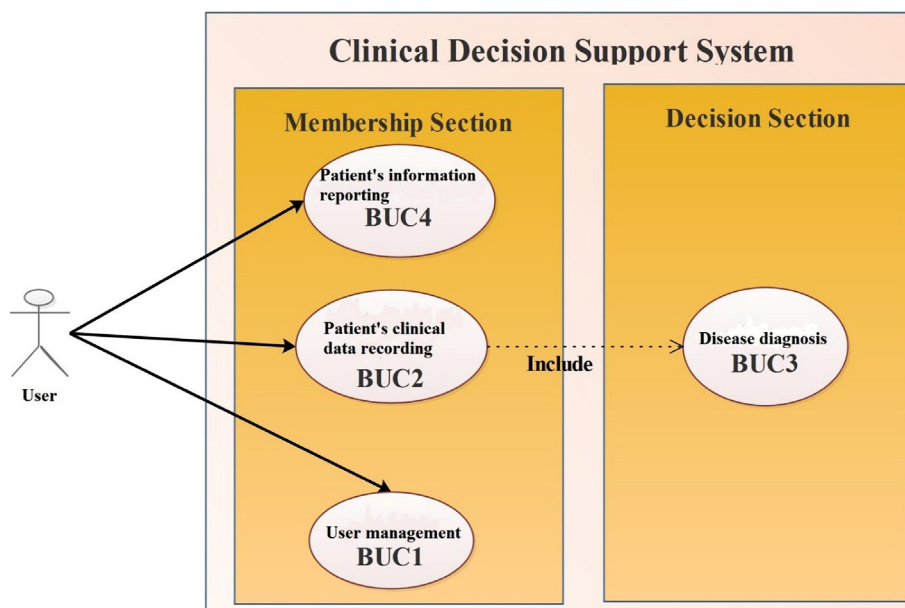 Clinical Decision Support System
Membership Section
Decision Section
Patient's information
reporting
BUC4
Patient's clinical
data recording
BUC2
Include
Disease diagnosis
BUC3
User
User management
BUC1